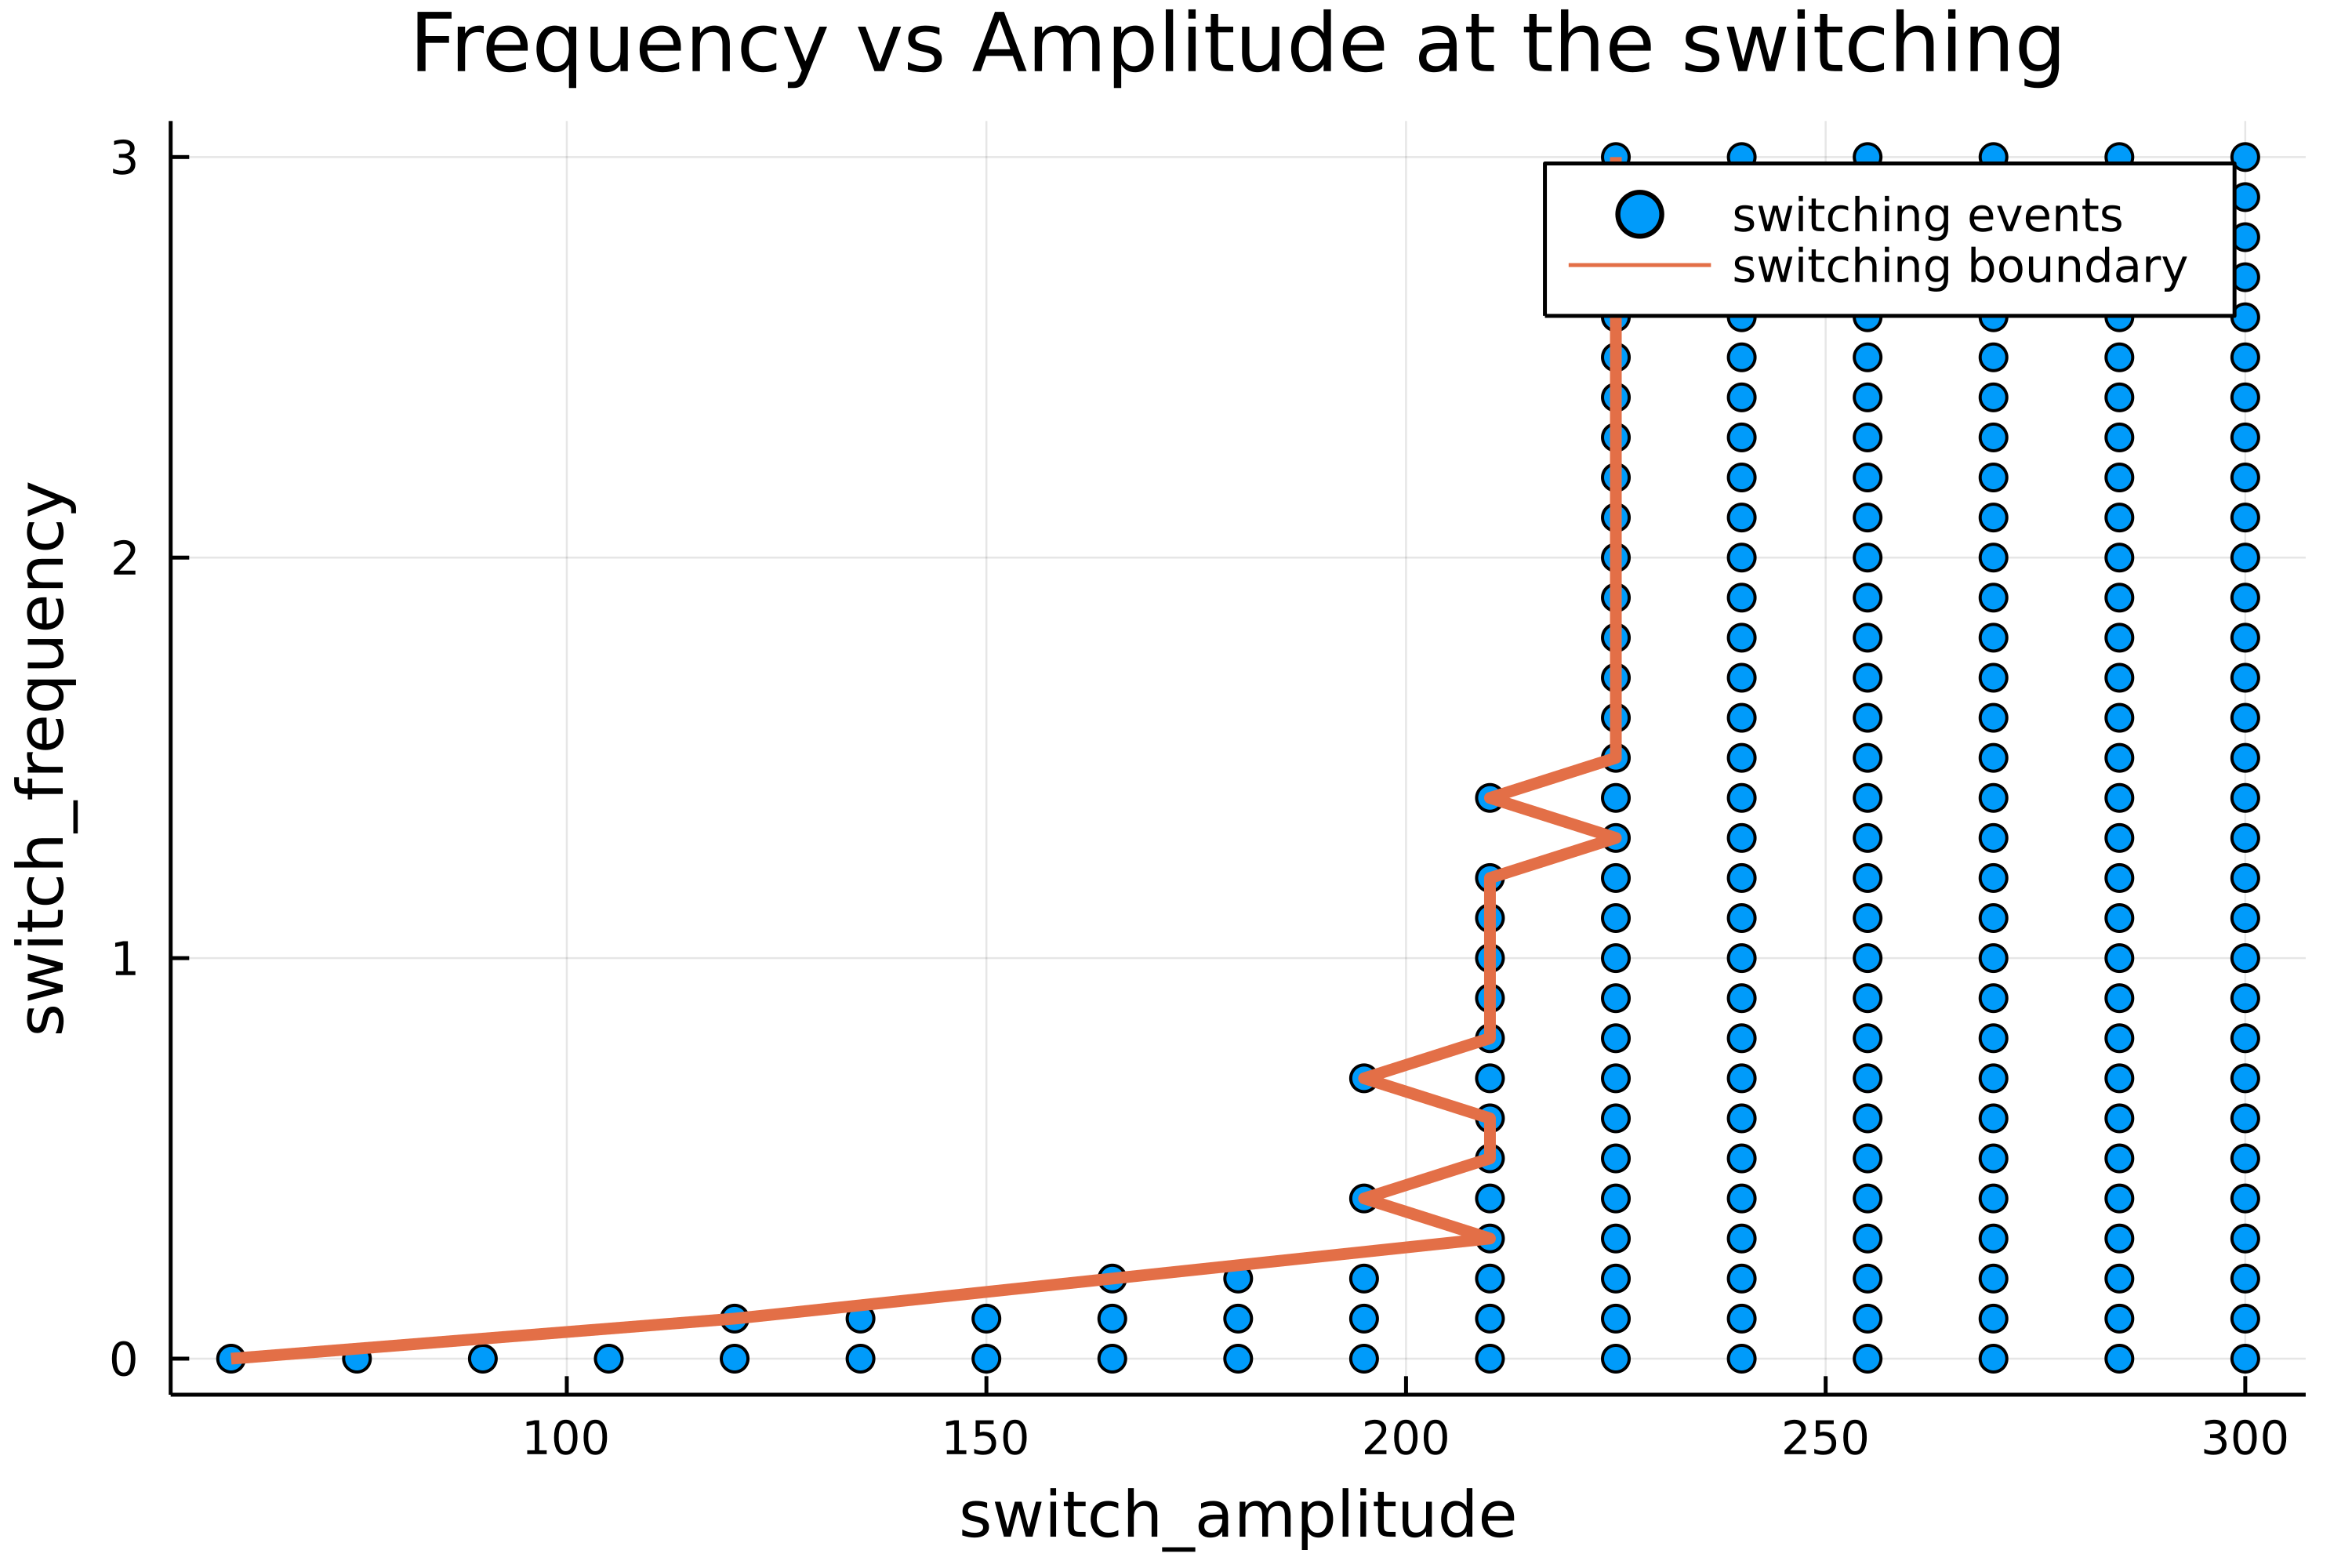 Frequency vs Amplitude at the switching
3
switching events
switching boundary
2
1
0
switch_frequency
100 150 200 250 300
switch_amplitude